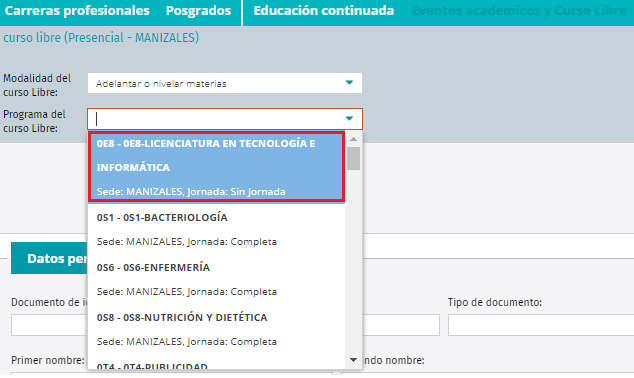 Carreras profesionales Posgrados Educación continuada Eventos académicos y Curso Libre
curso libre (Presencial - MANIZALES)
Modalidad del
curso Libre:
Adelantar o nivelar materias
Programa del
curso Libre:
0E8 - 0E8-LICENCIATURA EN TECNOLOGÍA E
INFORMÁTICA
Sede: MANIZALES, Jornada: Sin Jornada
0S1 - 0S1-BACTERIOLOGÍA
Sede: MANIZALES, Jornada: Completa
0S6 - 0S6-ENFERMERÍA
Sede: MANIZALES, Jornada: Completa
0S8 - 0S8-NUTRICIÓN Y DIETÉTICA
Sede: MANIZALES, Jornada: Completa
0T4 - 0T4-PUBLICIDAD
Datos per
Documento de i
Tipo de documento:
Primer nombre:
ndo nombre: